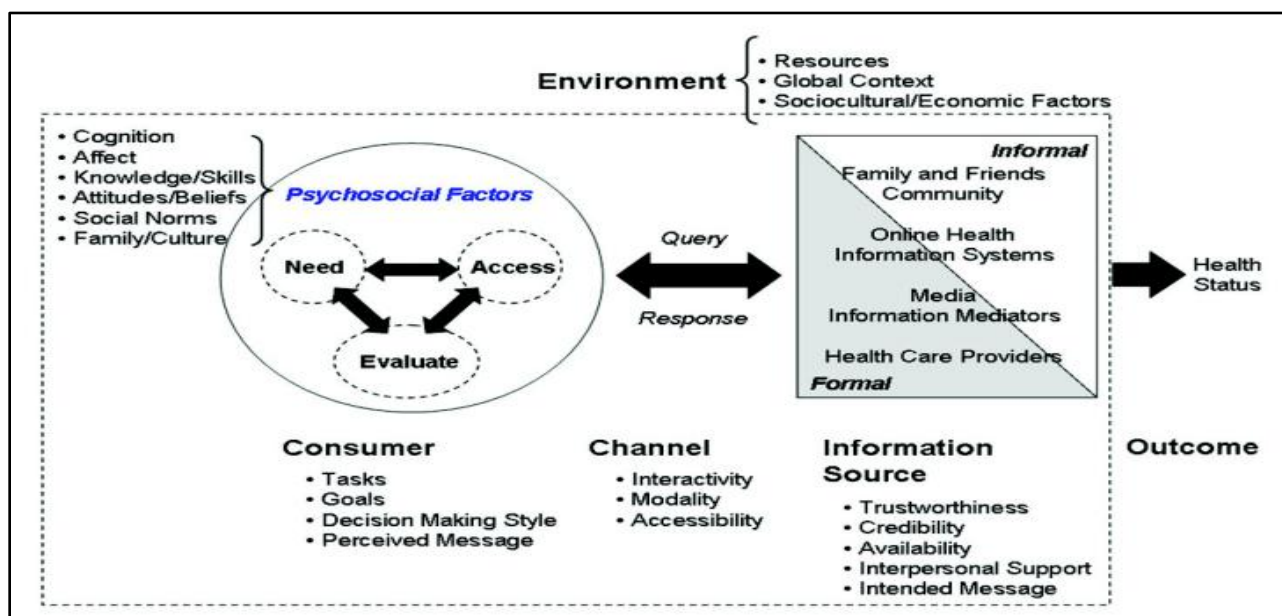 Environment
• Resources
• Global Context
• Sociocultural/Economic Factors
• Cognition
• Affect
• Knowledge/Skills
• Attitudes/Beliefs
• Social Norms
• Family/Culture
Psychosocial Factors
Need
Access
Evaluate
Query
Response
Informal
Family and Friends
Community
Online Health
Information Systems
Media
Information Mediators
Health Care Providers
Formal
Health
Status
Consumer
• Tasks
• Goals
• Decision Making Style
• Perceived Message
Channel
• Interactivity
• Modality
• Accessibility
Information
Source
• Trustworthiness
• Credibility
• Availability
• Interpersonal Support
• Intended Message
Outcome